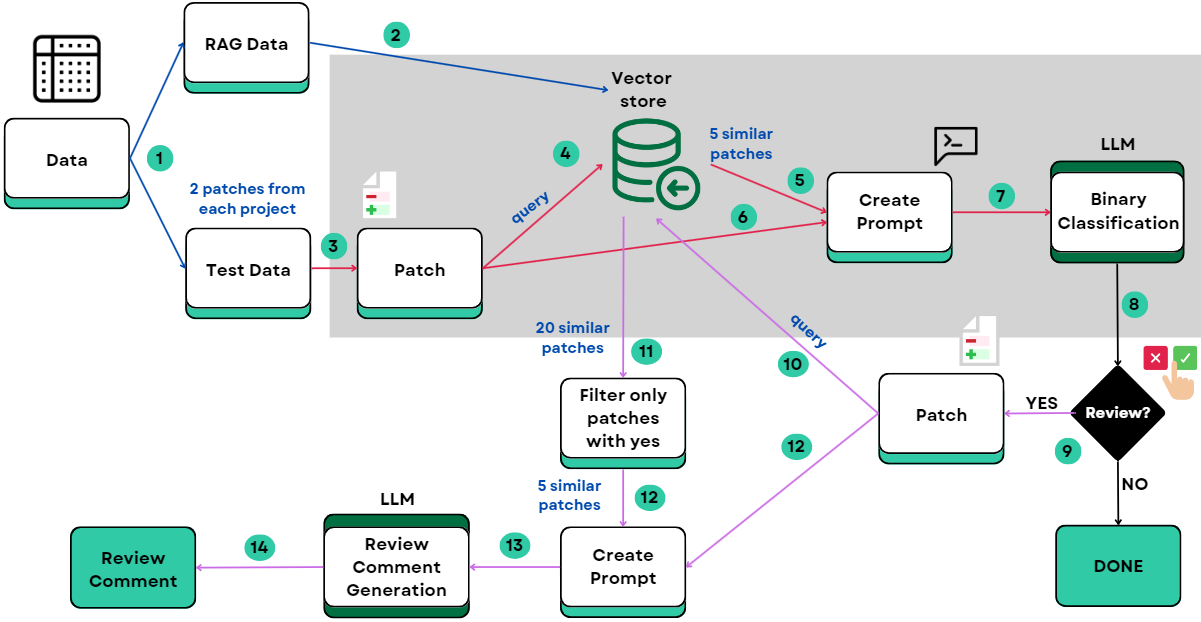 RAG Data
2
Vector
store
Data
1
2 patches from
each project
4
query
5 similar
patches
5
6
Create
Prompt
7
LLM
Binary
Classification
3
Test Data
Patch
8
20 similar
patches
11
query
10
Filter only
patches
with yes
Patch
YES
Review?
9
12
NO
5 similar
patches
12
LLM
Review
Comment
14
Review
Comment
Generation
13
Create
Prompt
DONE